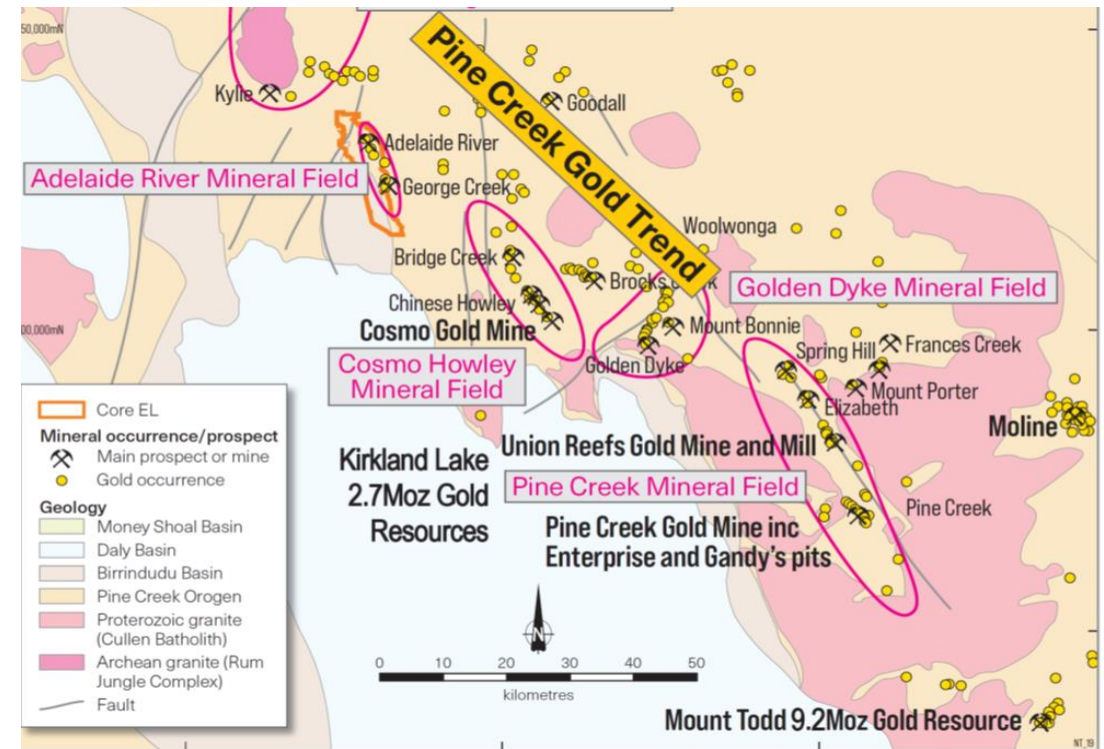 50,000mN
Kylie
Goodall
Pine Creek Gold Trend
Adelaide River
Adelaide River Mineral Field
George Creek
Woolwonga
Bridge Creek
Golden Dyke Mineral Field
Chinese Howley
00,000mN
Cosmo Gold Mine
Mount Bonnie
Spring Hill
Frances Creek
Cosmo Howley
Mineral Field
Golden Dyke
Mount Porter
Elizabeth
Moline
Union Reefs Gold Mine and Mill
Kirkland Lake
2.7Moz Gold
Resources
Pine Creek Mineral Field
Pine Creek
Pine Creek Gold Mine inc
Enterprise and Gandy's pits
Core EL
Mineral occurrence/prospect
Main prospect or mine
Gold occurrence
Geology
Money Shoal Basin
Daly Basin
Birrindudu Basin
Pine Creek Orogen
Proterozoic granite
(Cullen Batholith)
Archean granite (Rum
Jungle Complex)
Fault
N
0 10 20 30 40 50
kilometres
Mount Todd 9.2Moz Gold Resource
NT_19